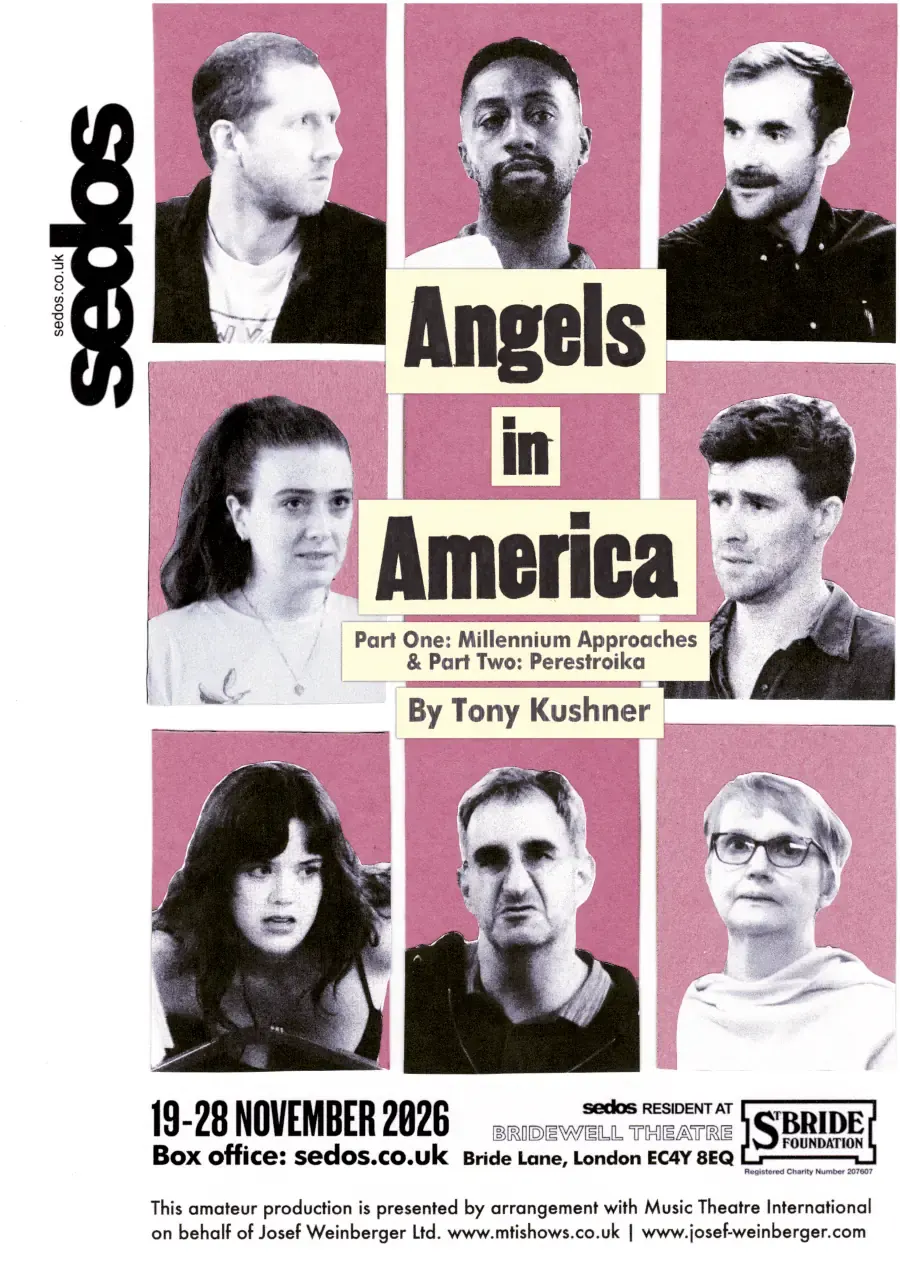 sedos
sedos.co.uk
Angels
in
America
Part One: Millennium Approaches
& Part Two: Perestroika
By Tony Kushner
19-28 NOVEMBER 2026
Box office: sedos.co.uk
sedos RESIDENT AT
BRIDEWELL THEATRE
Bride Lane, London EC4Y 8EQ
ST BRIDE
FOUNDATION
Registered Charity Number 207607
This amateur production is presented by arrangement with Music Theatre International
on behalf of Josef Weinberger Ltd. www.mtishows.co.uk | www.josef-weinberger.com